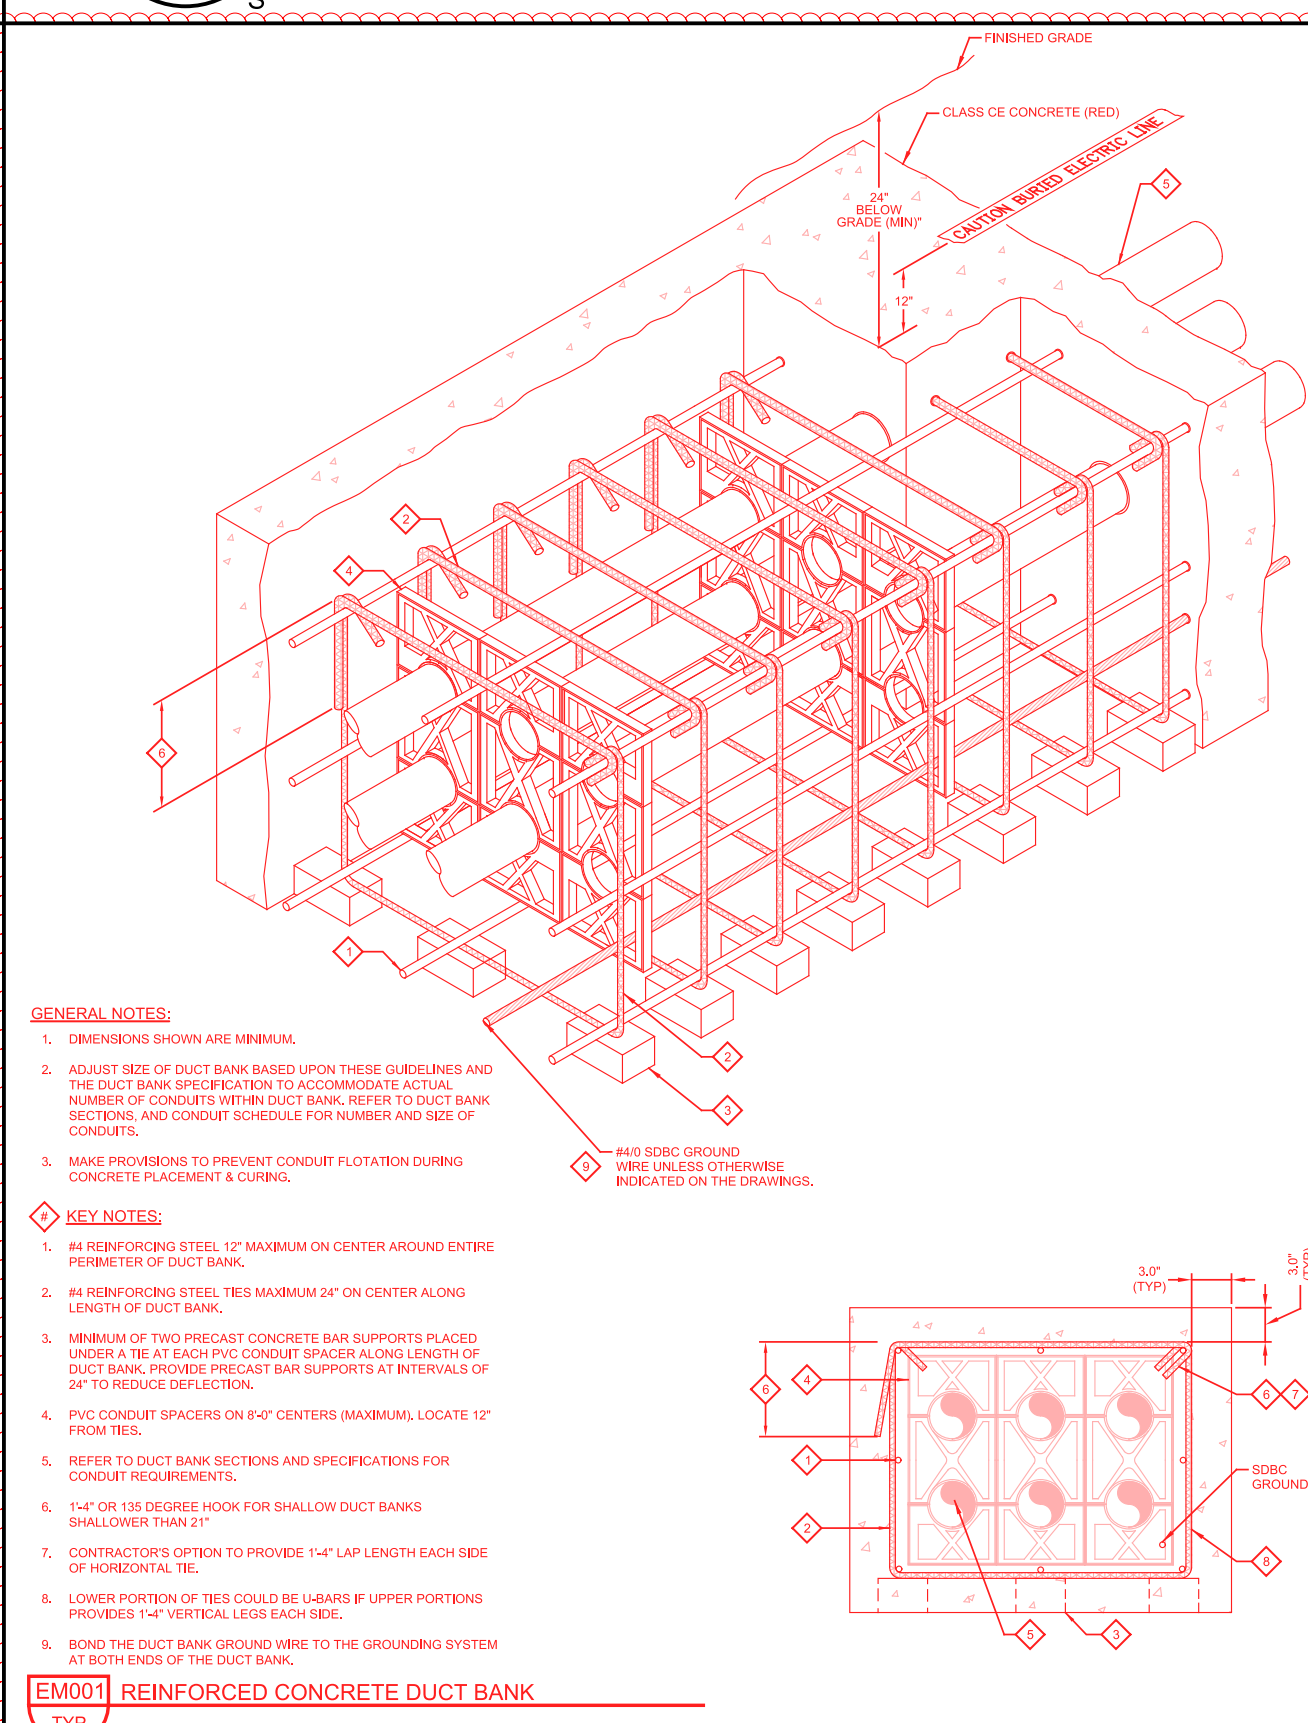 S
FINISHED GRADE
CLASS CE CONCRETE (RED)
CAUTION BURIED ELECTRIC LINE
5
24"
BELOW
GRADE (MIN)"
12"
2
4
6
1
2
3
9
#4/0 SDBC GROUND
WIRE UNLESS OTHERWISE
INDICATED ON THE DRAWINGS.
GENERAL NOTES:
1. DIMENSIONS SHOWN ARE MINIMUM.
2. ADJUST SIZE OF DUCT BANK BASED UPON THESE GUIDELINES AND
THE DUCT BANK SPECIFICATION TO ACCOMMODATE ACTUAL
NUMBER OF CONDUITS WITHIN DUCT BANK. REFER TO DUCT BANK
SECTIONS, AND CONDUIT SCHEDULE FOR NUMBER AND SIZE OF
CONDUITS.
3. MAKE PROVISIONS TO PREVENT CONDUIT FLOTATION DURING
CONCRETE PLACEMENT & CURING.
# KEY NOTES:
1. #4 REINFORCING STEEL 12" MAXIMUM ON CENTER AROUND ENTIRE
PERIMETER OF DUCT BANK.
2. #4 REINFORCING STEEL TIES MAXIMUM 24" ON CENTER ALONG
LENGTH OF DUCT BANK.
3. MINIMUM OF TWO PRECAST CONCRETE BAR SUPPORTS PLACED
UNDER A TIE AT EACH PVC CONDUIT SPACER ALONG LENGTH OF
DUCT BANK. PROVIDE PRECAST BAR SUPPORTS AT INTERVALS OF
24" TO REDUCE DEFLECTION.
4. PVC CONDUIT SPACERS ON 8'-0" CENTERS (MAXIMUM). LOCATE 12"
FROM TIES.
5. REFER TO DUCT BANK SECTIONS AND SPECIFICATIONS FOR
CONDUIT REQUIREMENTS.
6. 1'-4" OR 135 DEGREE HOOK FOR SHALLOW DUCT BANKS
SHALLOWER THAN 21"
7. CONTRACTOR'S OPTION TO PROVIDE 1'-4" LAP LENGTH EACH SIDE
OF HORIZONTAL TIE.
8. LOWER PORTION OF TIES COULD BE U-BARS IF UPPER PORTIONS
PROVIDES 1'-4" VERTICAL LEGS EACH SIDE.
9. BOND THE DUCT BANK GROUND WIRE TO THE GROUNDING SYSTEM
AT BOTH ENDS OF THE DUCT BANK.
3.0"
(TYP)
3.0"
(TYP)
6
4
6 7
1
SDBC
GROUND
2
8
5
3
EM001 REINFORCED CONCRETE DUCT BANK
TYP